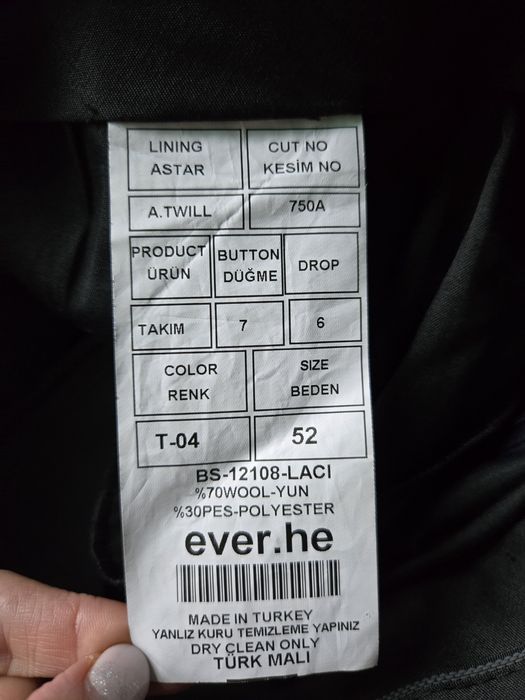 LINING
ASTAR
CUT NO
KESİM NO
A.TWILL
750A
PRODUCT
ÜRÜN
BUTTON
DÜĞME
DROP
TAKIM
7
6
COLOR
RENK
SIZE
BEDEN
T-04
52
BS-12108-LACI
%70WOOL-YUN
%30PES-POLYESTER
ever.he
MADE IN TURKEY
YANLIZ KURU TEMİZLEME YAPINIZ
DRY CLEAN ONLY
TÜRK MALI